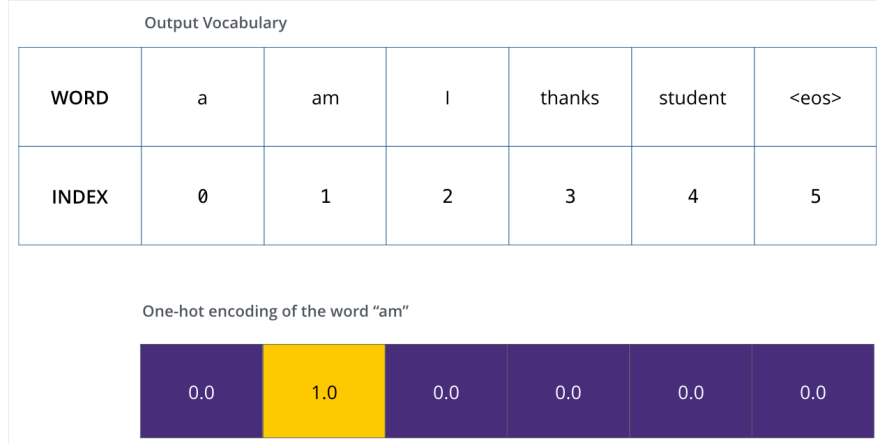 Output Vocabulary
WORD a am I thanks student <eos>
INDEX 0 1 2 3 4 5
One-hot encoding of the word “am”
0.0 1.0 0.0 0.0 0.0 0.0